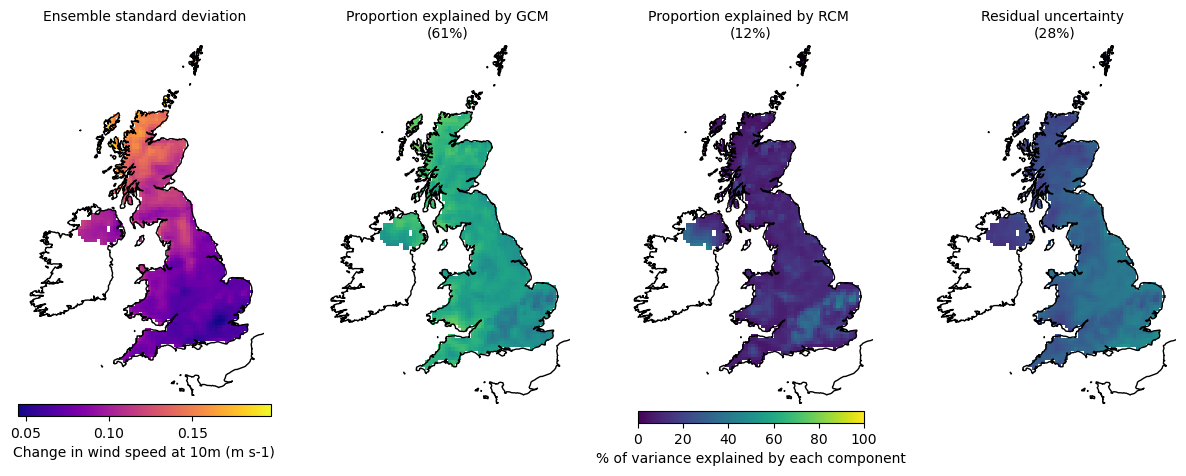 Ensemble standard deviation
Proportion explained by GCM
(61%)
Proportion explained by RCM
(12%)
Residual uncertainty
(28%)
0.05 0.10 0.15
Change in wind speed at 10m (m s-1)
0 20 40 60 80 100
% of variance explained by each component